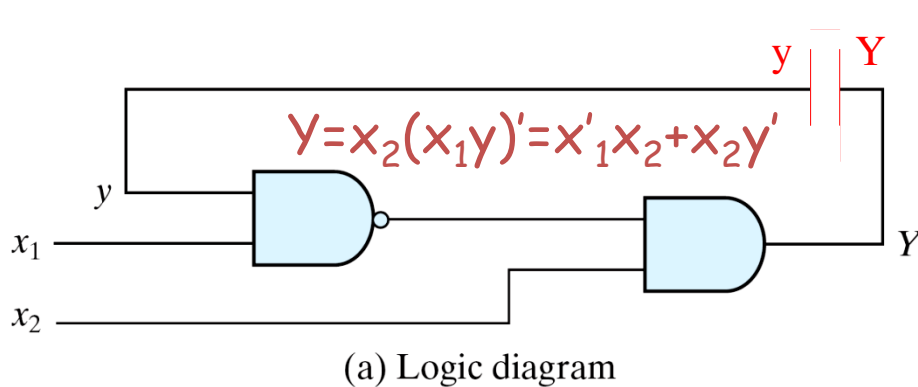 y Y
Y=x₂(x₁y)'=x'₁x₂+x₂y'
y
x₁
Y
x₂
(a) Logic diagram